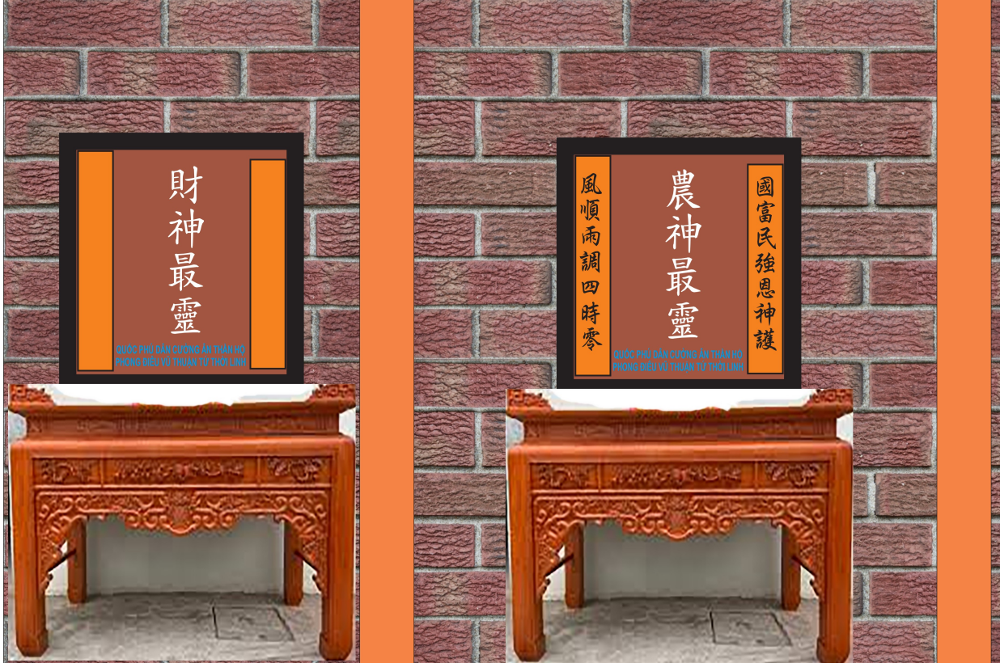 財神最靈
QUỐC PHÚ DÂN CƯỜNG ÂN THẦN HỘ
PHONG ĐIỀU VŨ THUẬN TỨ THỜI LINH
國富民強恩神護
農神最靈
風順雨調四時零
QUỐC PHÚ DÂN CƯỜNG ÂN THẦN HỘ
PHONG ĐIỀU VŨ THUẬN TỨ THỜI LINH